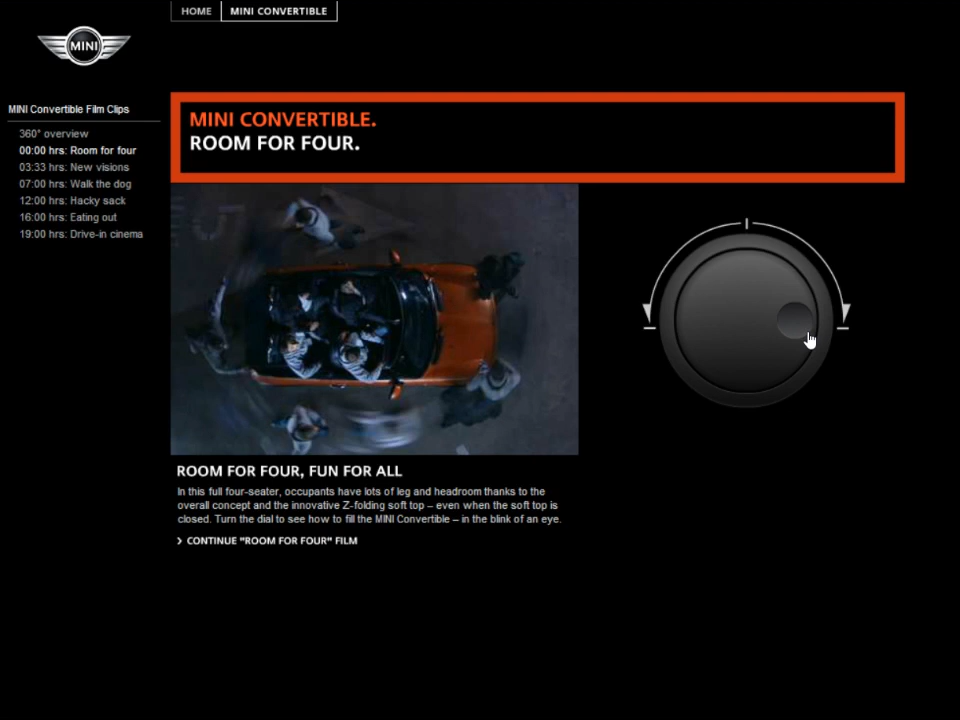 HOME
MINI CONVERTIBLE
MINI
MINI Convertible Film Clips
360° overview
00:00 hrs: Room for four
03:33 hrs: New visions
07:00 hrs: Walk the dog
12:00 hrs: Hacky sack
16:00 hrs: Eating out
19:00 hrs: Drive-in cinema
MINI CONVERTIBLE.
ROOM FOR FOUR.
ROOM FOR FOUR, FUN FOR ALL
In this full four-seater, occupants have lots of leg and headroom thanks to the
overall concept and the innovative Z-folding soft top – even when the soft top is
closed. Turn the dial to see how to fill the MINI Convertible – in the blink of an eye.
CONTINUE "ROOM FOR FOUR" FILM